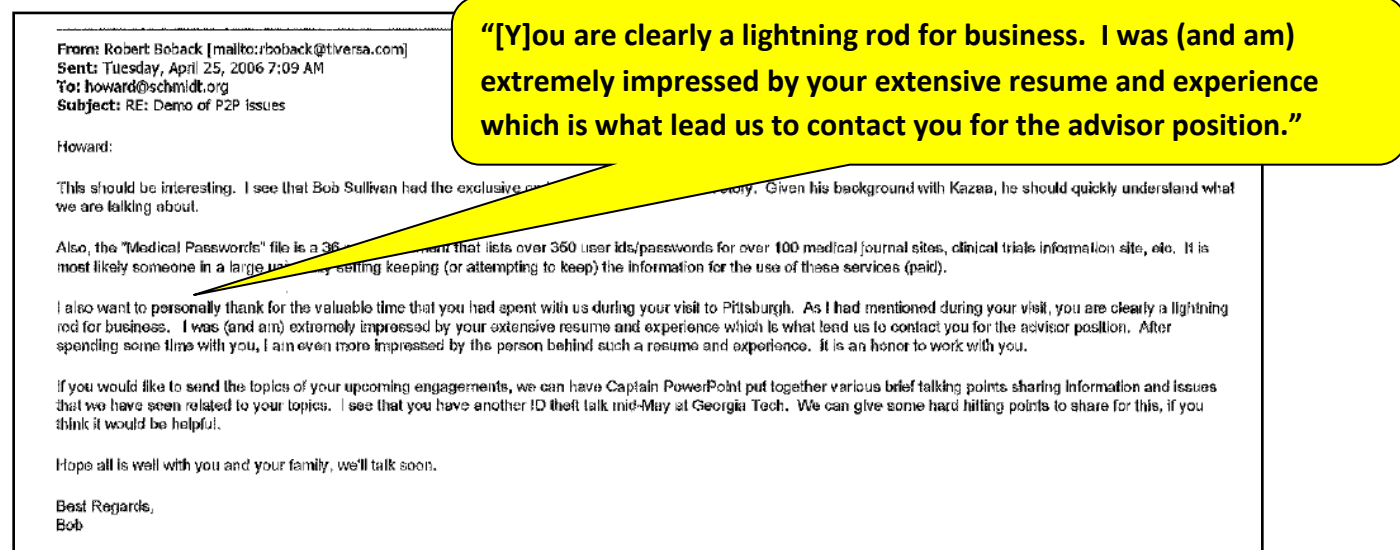 From: Robert Boback [mailto:rboback@tiversa.com]
Sent: Tuesday, April 25, 2006 7:09 AM
To: howard@schmidt.org
Subject: RE: Demo of P2P issues
“[Y]ou are clearly a lightning rod for business. I was (and am)
extremely impressed by your extensive resume and experience
which is what lead us to contact you for the advisor position.”
Howard:
This should be interesting. I see that Bob Sullivan had the exclusive story. Given his background with Kazaa, he should quickly understand what
we are talking about.
Also, the "Medical Passwords" file is a 36 that lists over 350 user ids/passwords for over 100 medical journal sites, clinical trials information site, etc. It is
most likely someone in a large setting keeping (or attempting to keep) the information for the use of these services (paid).
I also want to personally thank for the valuable time that you had spent with us during your visit to Pittsburgh. As I had mentioned during your visit, you are clearly a lightning
rod for business. I was (and am) extremely impressed by your extensive resume and experience which is what lead us to contact you for the advisor position. After
spending some time with you, I am even more impressed by the person behind such a resume and experience. It is an honor to work with you.
If you would like to send the topics of your upcoming engagements, we can have Captain PowerPoint put together various brief talking points sharing information and issues
that we have seen related to your topics. I see that you have another ID theft talk mid-May at Georgia Tech. We can give some hard hitting points to share for this, if you
think it would be helpful.
Hope all is well with you and your family, we'll talk soon.
Best Regards,
Bob